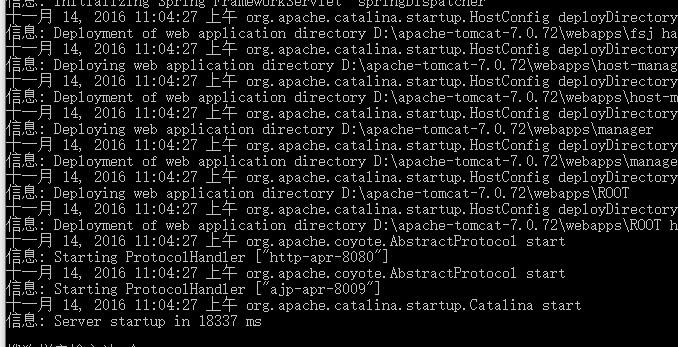 信息: Initializing Spring FrameworkServlet 'springDispatcher'
十一月 14, 2016 11:04:27 上午 org.apache.catalina.startup.HostConfig deployDirectory
信息: Deployment of web application directory D:\apache-tomcat-7.0.72\webapps\fsj ha
十一月 14, 2016 11:04:27 上午 org.apache.catalina.startup.HostConfig deployDirectory
信息: Deploying web application directory D:\apache-tomcat-7.0.72\webapps\host-manag
十一月 14, 2016 11:04:27 上午 org.apache.catalina.startup.HostConfig deployDirectory
信息: Deployment of web application directory D:\apache-tomcat-7.0.72\webapps\host-m
十一月 14, 2016 11:04:27 上午 org.apache.catalina.startup.HostConfig deployDirectory
信息: Deploying web application directory D:\apache-tomcat-7.0.72\webapps\manager
十一月 14, 2016 11:04:27 上午 org.apache.catalina.startup.HostConfig deployDirectory
信息: Deployment of web application directory D:\apache-tomcat-7.0.72\webapps\manage
十一月 14, 2016 11:04:27 上午 org.apache.catalina.startup.HostConfig deployDirectory
信息: Deploying web application directory D:\apache-tomcat-7.0.72\webapps\ROOT
十一月 14, 2016 11:04:27 上午 org.apache.catalina.startup.HostConfig deployDirectory
信息: Deployment of web application directory D:\apache-tomcat-7.0.72\webapps\ROOT h
十一月 14, 2016 11:04:27 上午 org.apache.coyote.AbstractProtocol start
信息: Starting ProtocolHandler ["http-apr-8080"]
十一月 14, 2016 11:04:27 上午 org.apache.coyote.AbstractProtocol start
信息: Starting ProtocolHandler ["ajp-apr-8009"]
十一月 14, 2016 11:04:27 上午 org.apache.catalina.startup.Catalina start
信息: Server startup in 18337 ms